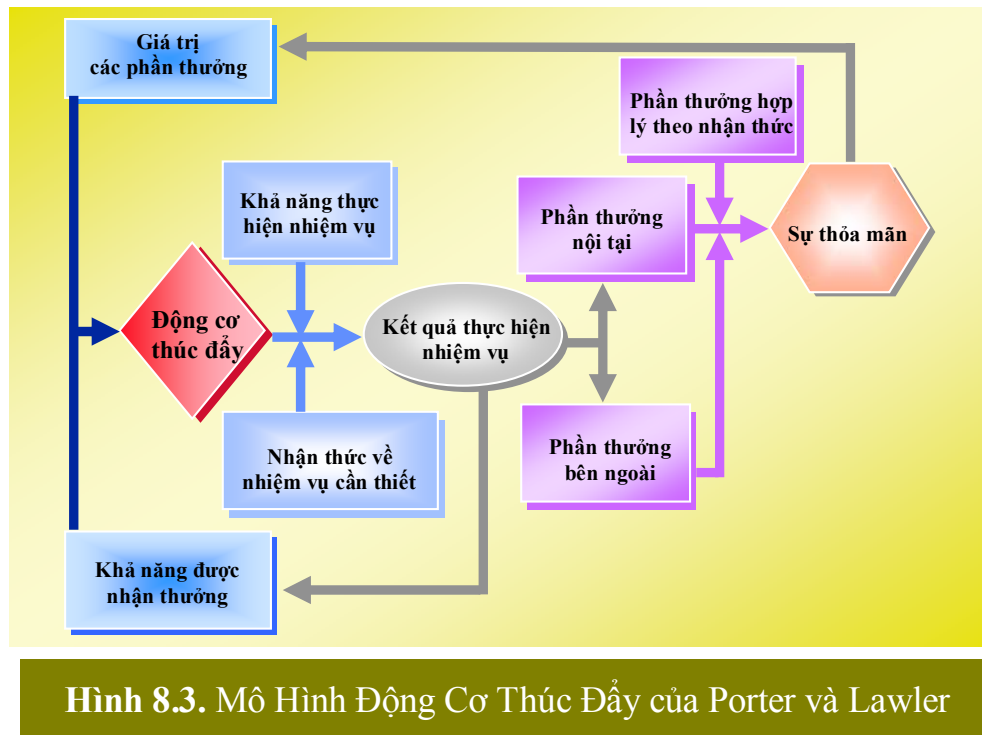 Giá trị
các phần thưởng
Phần thưởng hợp
lý theo nhận thức
Khả năng thực
hiện nhiệm vụ
Phần thưởng
nội tại
Sự thỏa mãn
Động cơ
thúc đẩy
Kết quả thực hiện
nhiệm vụ
Nhận thức về
nhiệm vụ cần thiết
Phần thưởng
bên ngoài
Khả năng được
nhận thưởng
Hình 8.3. Mô Hình Động Cơ Thúc Đẩy của Porter và Lawler